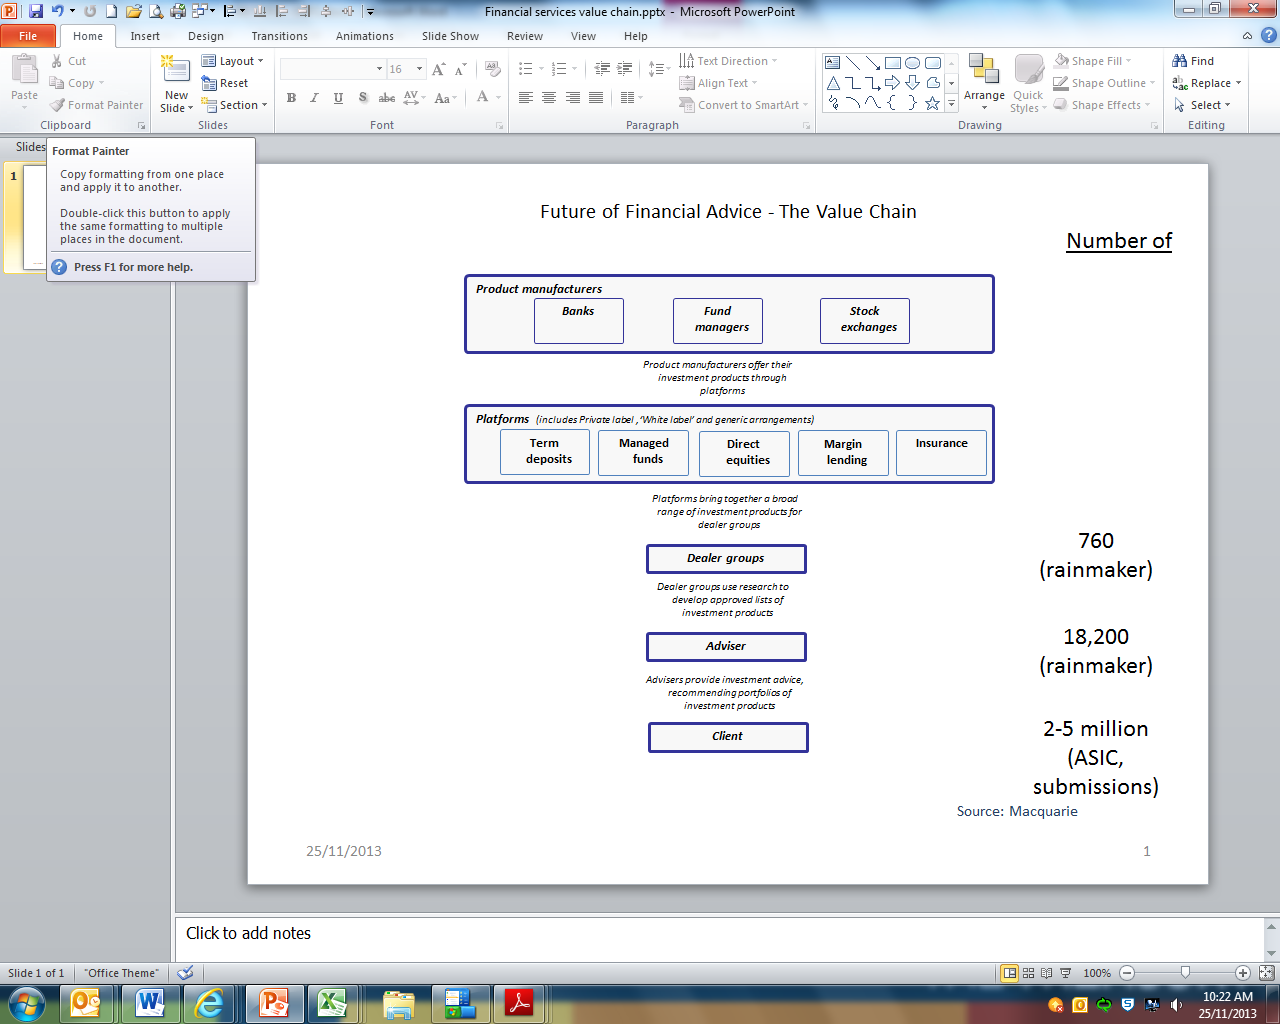 Financial services value chain.pptx - Microsoft PowerPoint
File Home Insert Design Transitions Animations Slide Show Review View Help
Paste
Cut
Copy
Format Painter
Clipboard
New
Slide
Layout
Reset
Section
Slides
16
B I U S abc AV Aa A
Font
Text Direction
Align Text
Convert to SmartArt
Paragraph
Arrange
Quick
Styles
Shape Fill
Shape Outline
Shape Effects
Drawing
Find
Replace
Select
Editing
Slides
1
Format Painter
Copy formatting from one place
and apply it to another.
Double-click this button to apply
the same formatting to multiple
places in the document.
Press F1 for more help.
Future of Financial Advice - The Value Chain
Number of
Product manufacturers
Banks
Fund
managers
Stock
exchanges
Product manufacturers offer their
investment products through
platforms
Platforms (includes Private label , ‘White label’ and generic arrangements)
Term
deposits
Managed
funds
Direct
equities
Margin
lending
Insurance
Platforms bring together a broad
range of investment products for
dealer groups
Dealer groups
760
(rainmaker)
Dealer groups use research to
develop approved lists of
investment products
Adviser
18,200
(rainmaker)
Advisers provide investment advice,
recommending portfolios of
investment products
Client
2-5 million
(ASIC,
submissions)
Source: Macquarie
25/11/2013
1
Click to add notes
Slide 1 of 1
"Office Theme"
100%
10:22 AM
25/11/2013